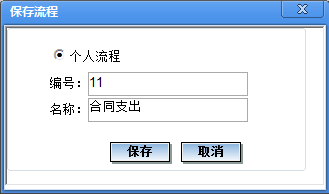 保存流程
个人流程
编号：11
名称：合同支出
保存 取消